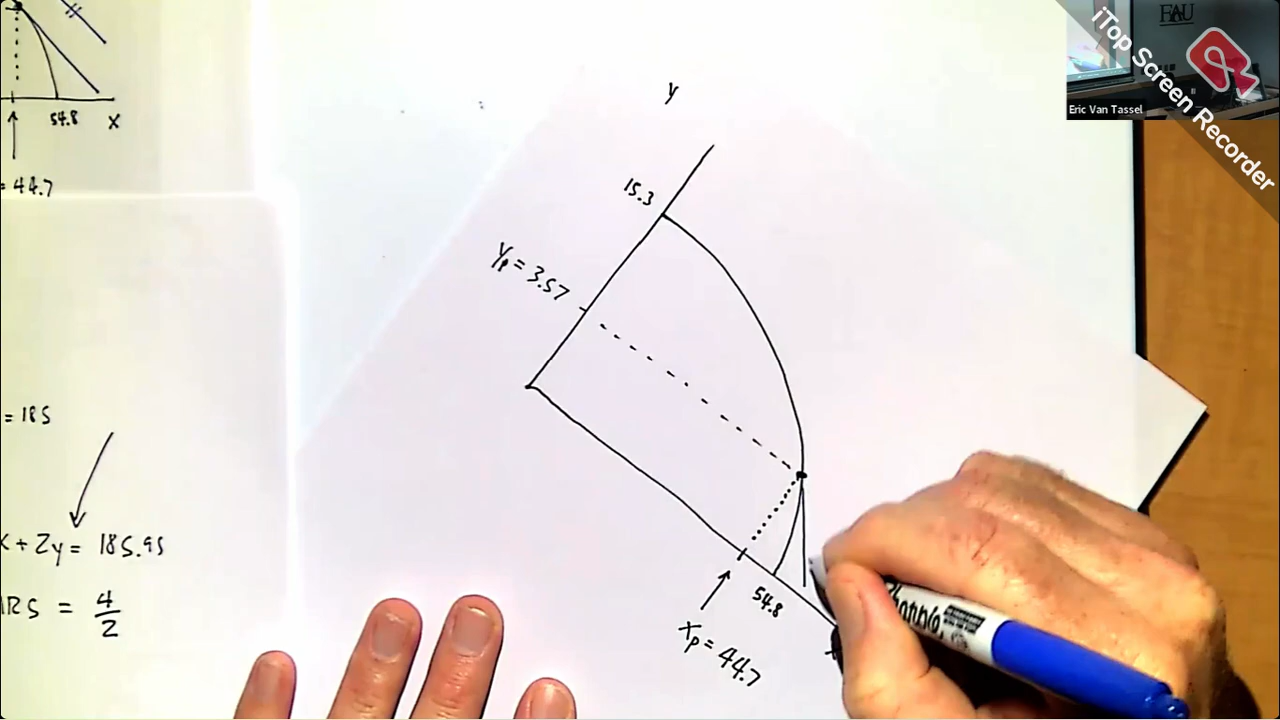 54.8 X
= 44.7
= 185
X + 2y = 185.95
MRS = 4/2
y
15.3
yp = 3.57
54.8
xp = 44.7
FAU
iTop Screen Recorder
Eric Van Tassel
Sharpie